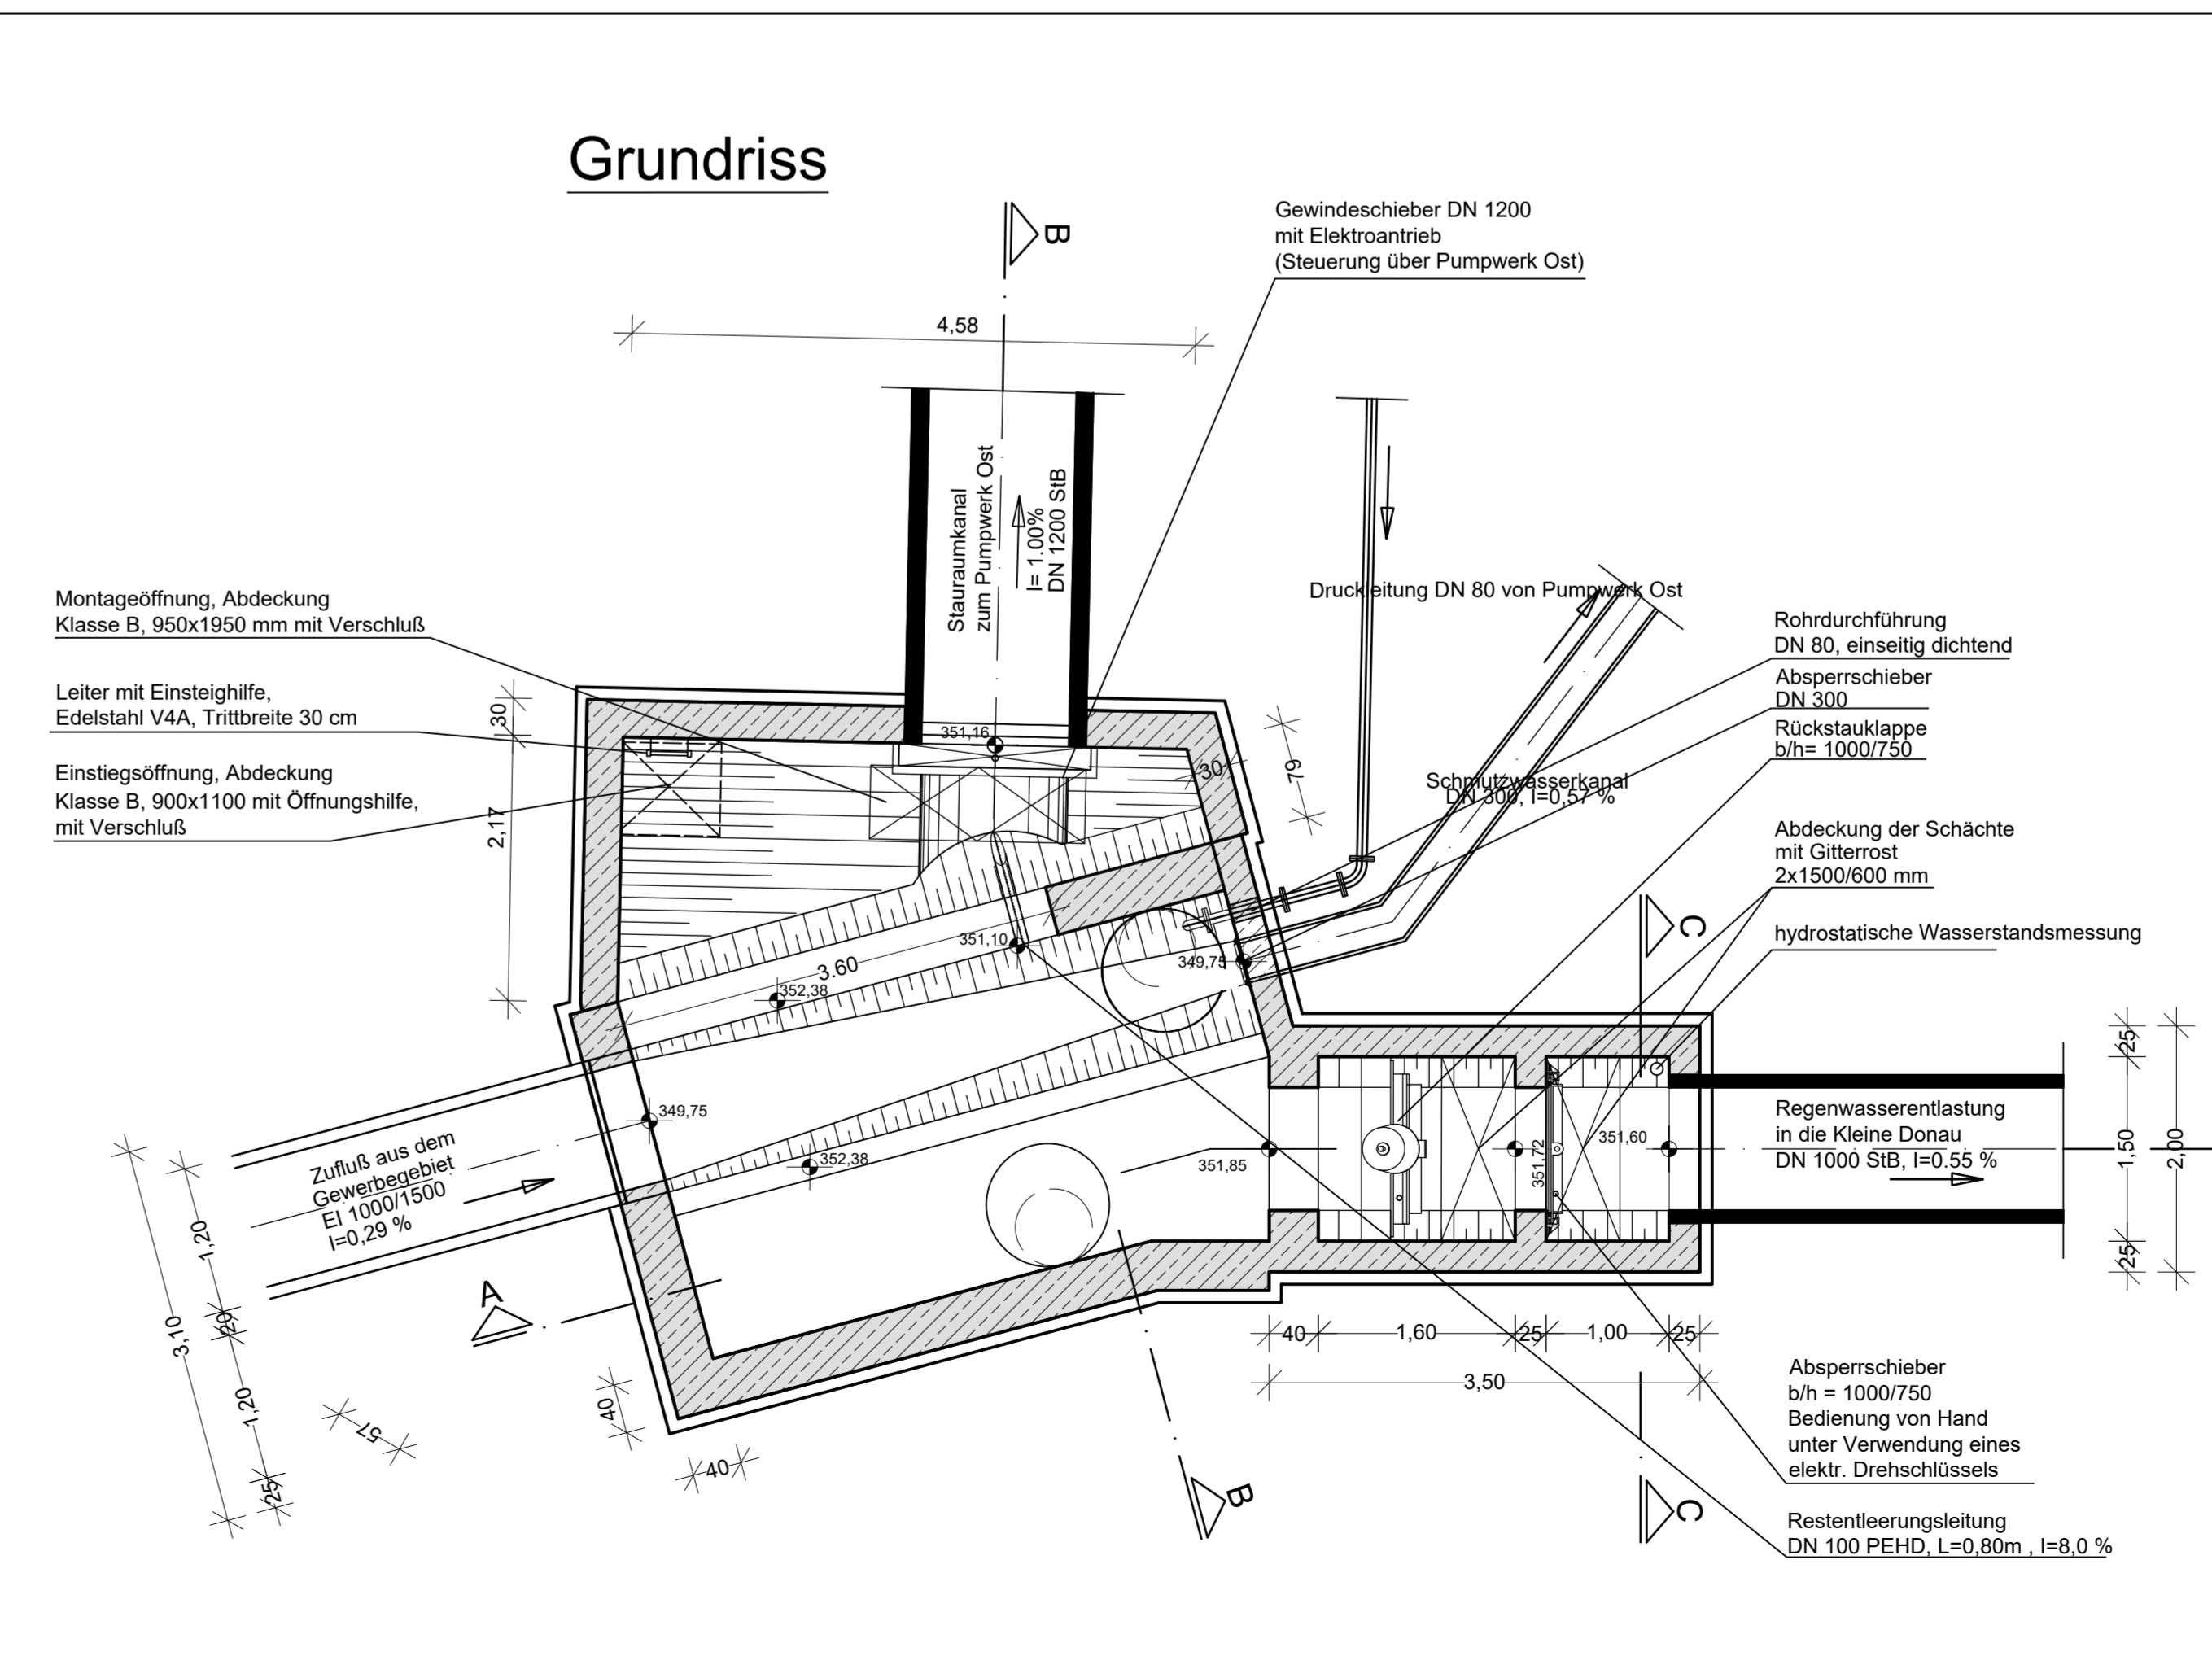 Grundriss
B
Gewindeschieber DN 1200
mit Elektroantrieb
(Steuerung über Pumpwerk Ost)
4,58
Stauraumkanal
zum Pumpwerk Ost
I= 1.00%
DN 1200 StB
Druckleitung DN 80 von Pumpwerk Ost
Montageöffnung, Abdeckung
Klasse B, 950x1950 mm mit Verschluß
Leiter mit Einsteighilfe,
Edelstahl V4A, Trittbreite 30 cm
Einstiegsöffnung, Abdeckung
Klasse B, 900x1100 mit Öffnungshilfe,
mit Verschluß
30
2,17
351,16
30
79
Schmutzwasserkanal
DN 300, I=0,57 %
Rohrdurchführung
DN 80, einseitig dichtend
Absperrschieber
DN 300
Rückstauklappe
b/h= 1000/750
Abdeckung der Schächte
mit Gitterrost
2x1500/600 mm
hydrostatische Wasserstandsmessung
C
351,10
3.60
352,38
349,75
349,75
352,38
351,85
351,72
351,60
Zufluß aus dem
Gewerbegebiet
EI 1000/1500
I=0,29 %
Regenwasserentlastung
in die Kleine Donau
DN 1000 StB, I=0.55 %
25
1,50
25
2,00
1,20
20
1,20
25
3,10
57
A
40
40
40
1,60
25
1,00
25
3,50
B
C
Absperrschieber
b/h = 1000/750
Bedienung von Hand
unter Verwendung eines
elektr. Drehschlüssels
Restentleerungsleitung
DN 100 PEHD, L=0,80m , I=8,0 %